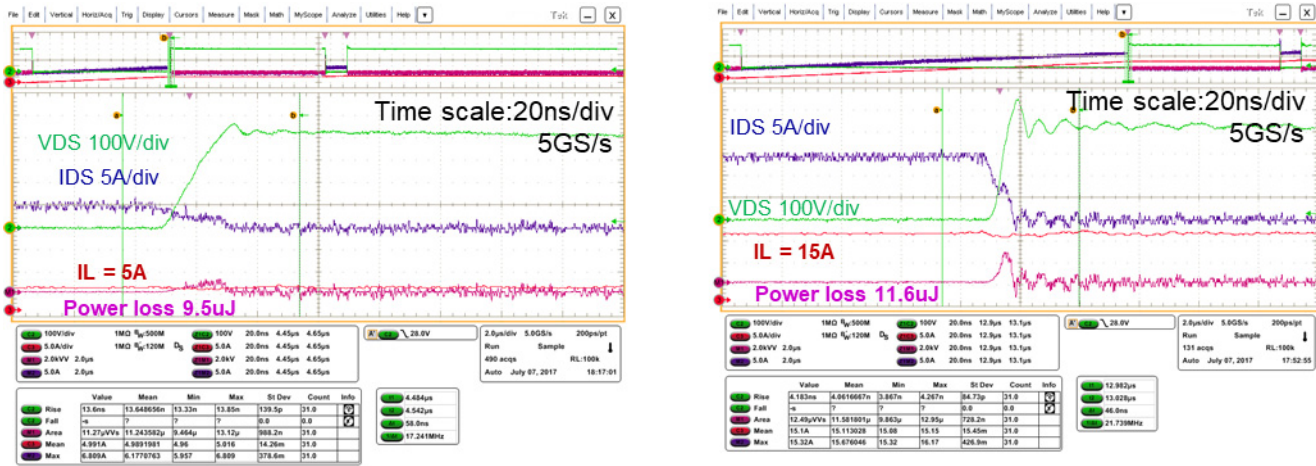 File Edit Vertical Horiz/Acq Trig Display Cursors Measure Mask Math MyScope Analyze Utilities Help Tek X
b
2
a b
Time scale:20ns/div
5GS/s
VDS 100V/div
IDS 5A/div
2
IL = 5A
Power loss 9.5uJ
100V/div 1MΩ BW:500M 100V 20.0ns 4.45µs 4.65µs
5.0A/div 1MΩ BW:120M 5.0A 20.0ns 4.45µs 4.65µs
2.0kVV 2.0µs 2.0kV 20.0ns 4.45µs 4.65µs
5.0A 2.0µs 5.0A 20.0ns 4.45µs 4.65µs
A' 28.0V
2.0µs/div 5.0GS/s 200ps/pt
Run Sample
490 acqs RL:100k
Auto July 07, 2017 18:17:01
Value Mean Min Max St Dev Count Info
Rise 13.6ns 13.648656n 13.33n 13.85n 139.5p 31.0
Fall -s ? ? ? 0.0 0.0
Area 11.27µVVs 11.243582µ 9.464µ 13.12µ 988.2n 31.0
Mean 4.991A 4.9891981 4.96 5.016 14.26m 31.0
Max 6.809A 6.1770763 5.957 6.809 378.6m 31.0
4.484µs
4.542µs
58.0ns
17.241MHz
File Edit Vertical Horiz/Acq Trig Display Cursors Measure Mask Math MyScope Analyze Utilities Help Tek X
b
2
a b
Time scale:20ns/div
5GS/s
IDS 5A/div
VDS 100V/div
2
IL = 15A
Power loss 11.6uJ
100V/div 1MΩ BW:500M 100V 20.0ns 12.9µs 13.1µs
5.0A/div 1MΩ BW:120M 5.0A 20.0ns 12.9µs 13.1µs
2.0kVV 2.0µs 2.0kV 20.0ns 12.9µs 13.1µs
5.0A 2.0µs 5.0A 20.0ns 12.9µs 13.1µs
A' 28.0V
2.0µs/div 5.0GS/s 200ps/pt
Run Sample
131 acqs RL:100k
Auto July 07, 2017 17:52:55
Value Mean Min Max St Dev Count Info
Rise 4.183ns 4.0616667n 3.867n 4.267n 84.73p 31.0
Fall -s ? ? ? 0.0 0.0
Area 12.49µVVs 11.581801µ 9.863µ 12.95µ 728.2n 31.0
Mean 15.1A 15.113028 15.08 15.15 15.45m 31.0
Max 15.32A 15.676046 15.32 16.17 426.9m 31.0
12.982µs
13.028µs
46.0ns
21.739MHz